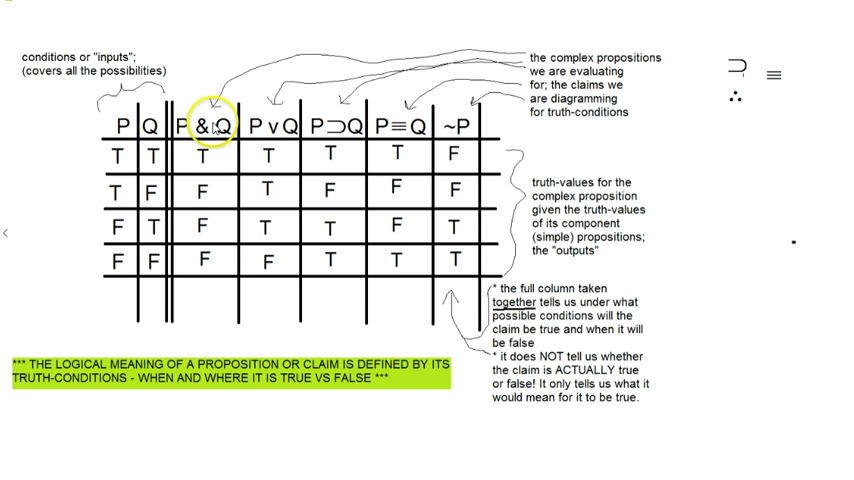 conditions or "inputs";
(covers all the possibilities)
the complex propositions
we are evaluating
for; the claims we
are diagramming
for truth-conditions
⊃ ≡
∴
P Q P & Q P v Q P⊃Q P≡Q ~P
T T T T T T F
T F F T F F F
F T F T T F T
F F F F T T T
truth-values for the
complex proposition
given the truth-values
of its component
(simple) propositions;
the "outputs"
* the full column taken
together tells us under what
possible conditions will the
claim be true and when it will
be false
* it does NOT tell us whether
the claim is ACTUALLY true
or false! It only tells us what it
would mean for it to be true.
*** THE LOGICAL MEANING OF A PROPOSITION OR CLAIM IS DEFINED BY ITS
TRUTH-CONDITIONS - WHEN AND WHERE IT IS TRUE VS FALSE ***